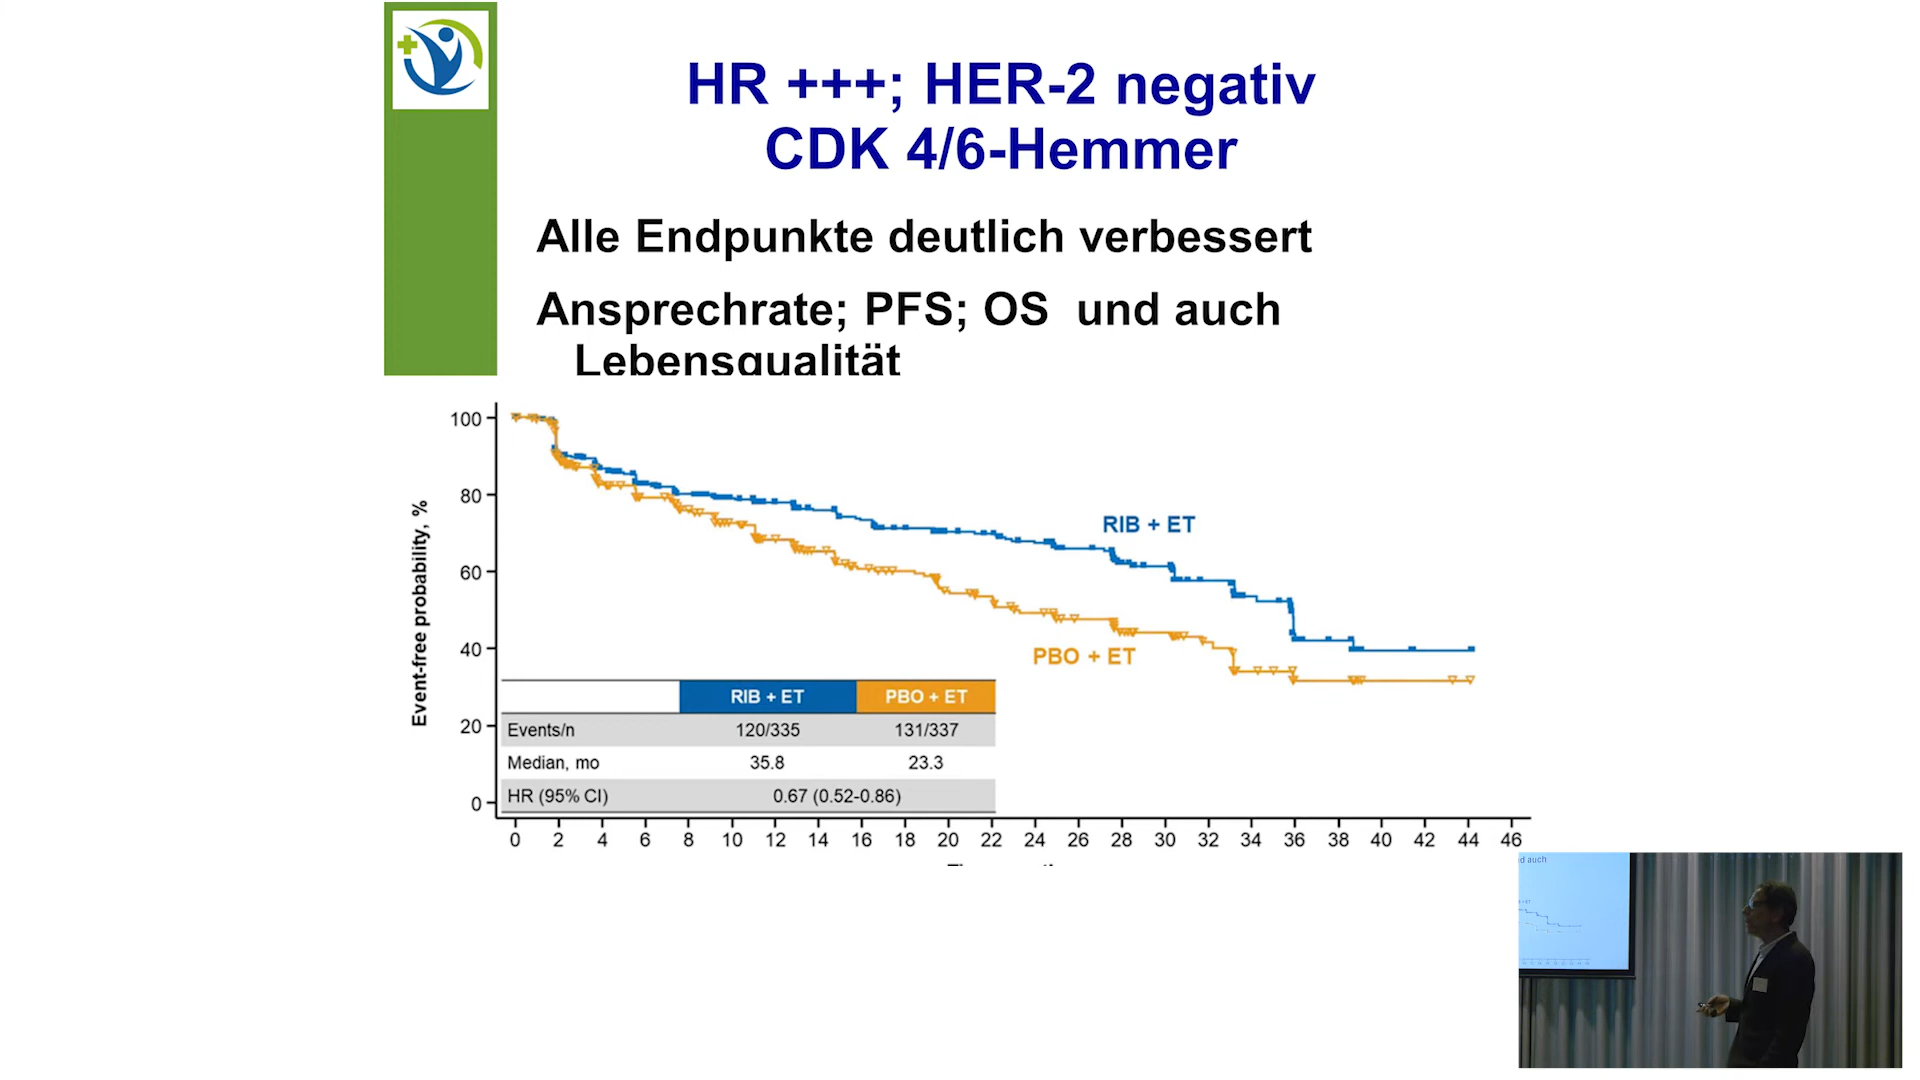 HR +++; HER-2 negativ
CDK 4/6-Hemmer
Alle Endpunkte deutlich verbessert
Ansprechrate; PFS; OS und auch
Lebensqualität
Event-free probability, %
100
80
60
40
20
0
RIB + ET
PBO + ET
RIB + ET PBO + ET
Events/n 120/335 131/337
Median, mo 35.8 23.3
HR (95% CI) 0.67 (0.52-0.86)
0 2 4 6 8 10 12 14 16 18 20 22 24 26 28 30 32 34 36 38 40 42 44 46
d auch